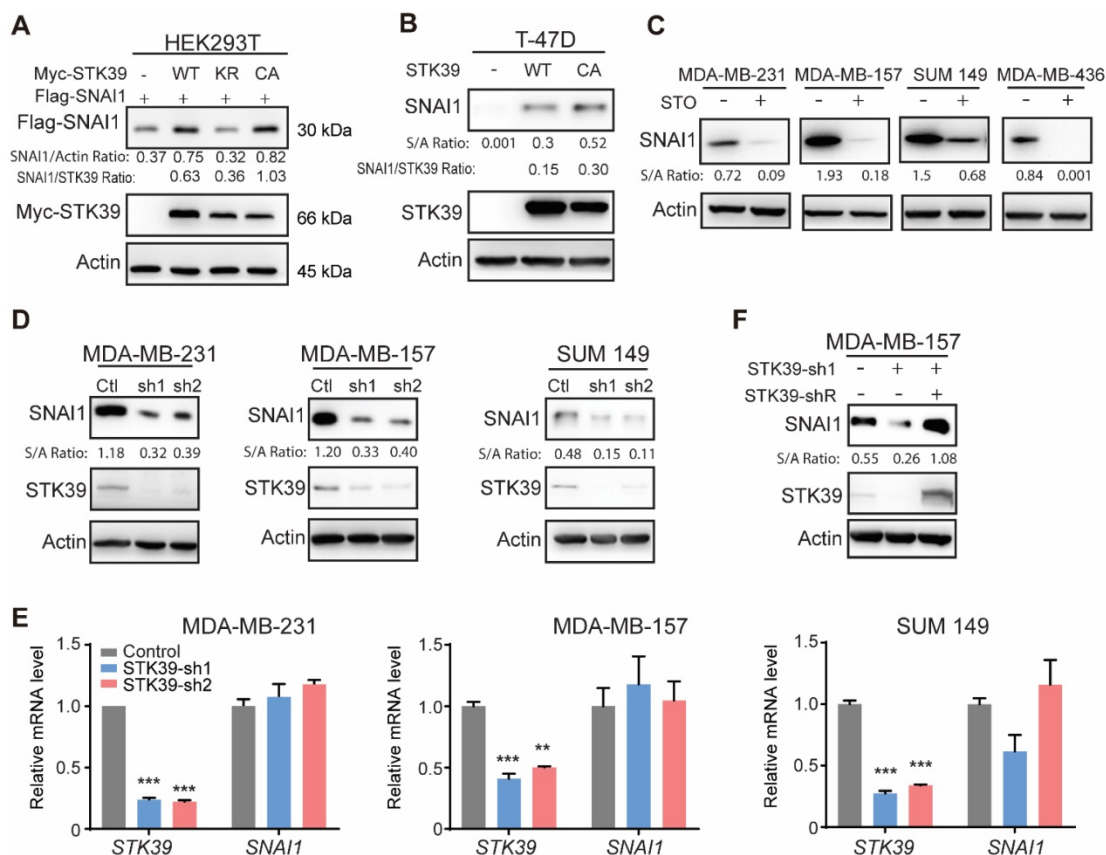 A
HEK293T
Myc-STK39 - WT KR CA
Flag-SNAI1 + + + +
Flag-SNAI1 30 kDa
SNAI1/Actin Ratio: 0.37 0.75 0.32 0.82
SNAI1/STK39 Ratio: 0.63 0.36 1.03
Myc-STK39 66 kDa
Actin 45 kDa
B
T-47D
STK39 - WT CA
SNAI1
S/A Ratio: 0.001 0.3 0.52
SNAI1/STK39 Ratio: 0.15 0.30
STK39
Actin
C
MDA-MB-231 MDA-MB-157 SUM 149 MDA-MB-436
STO - + - + - + - +
SNAI1
S/A Ratio: 0.72 0.09 1.93 0.18 1.5 0.68 0.84 0.001
Actin
D
MDA-MB-231
Ctl sh1 sh2
SNAI1
S/A Ratio: 1.18 0.32 0.39
STK39
Actin
MDA-MB-157
Ctl sh1 sh2
SNAI1
S/A Ratio: 1.20 0.33 0.40
STK39
Actin
SUM 149
Ctl sh1 sh2
SNAI1
S/A Ratio: 0.48 0.15 0.11
STK39
Actin
F
MDA-MB-157
STK39-sh1 - + +
STK39-shR - - +
SNAI1
S/A Ratio: 0.55 0.26 1.08
STK39
Actin
E
MDA-MB-231
Relative mRNA level
1.5
1.0
0.5
0
Control
STK39-sh1
STK39-sh2
*** ***
STK39 SNAI1
MDA-MB-157
Relative mRNA level
1.5
1.0
0.5
0
*** **
STK39 SNAI1
SUM 149
Relative mRNA level
1.5
1.0
0.5
0
*** ***
STK39 SNAI1